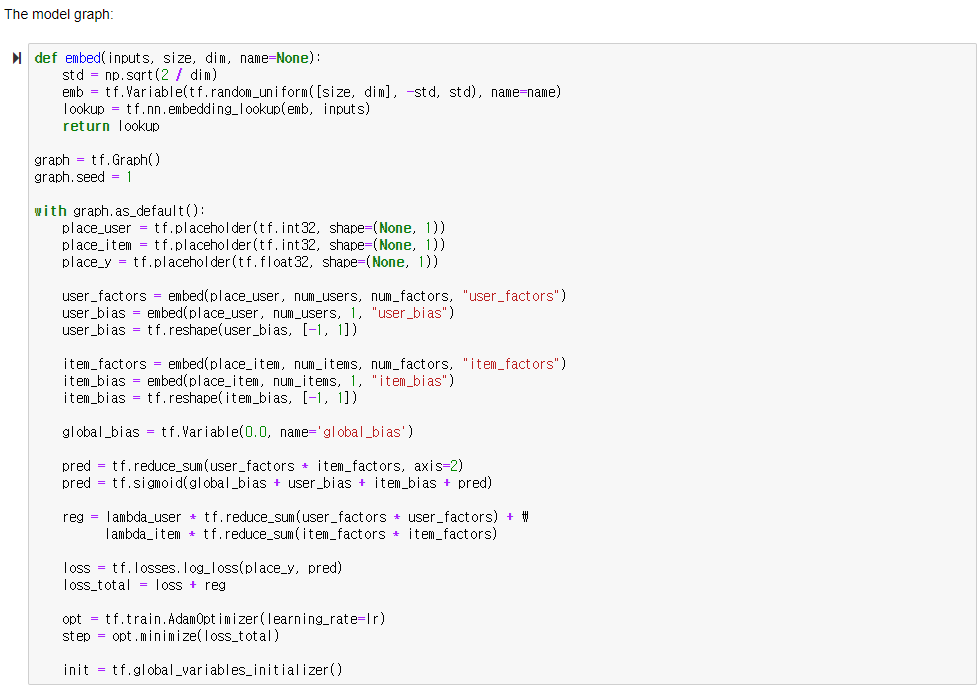 The model graph:
def embed(inputs, size, dim, name=None):
    std = np.sqrt(2 / dim)
    emb = tf.Variable(tf.random_uniform([size, dim], -std, std), name=name)
    lookup = tf.nn.embedding_lookup(emb, inputs)
    return lookup

graph = tf.Graph()
graph.seed = 1

with graph.as_default():
    place_user = tf.placeholder(tf.int32, shape=(None, 1))
    place_item = tf.placeholder(tf.int32, shape=(None, 1))
    place_y = tf.placeholder(tf.float32, shape=(None, 1))

    user_factors = embed(place_user, num_users, num_factors, "user_factors")
    user_bias = embed(place_user, num_users, 1, "user_bias")
    user_bias = tf.reshape(user_bias, [-1, 1])

    item_factors = embed(place_item, num_items, num_factors, "item_factors")
    item_bias = embed(place_item, num_items, 1, "item_bias")
    item_bias = tf.reshape(item_bias, [-1, 1])

    global_bias = tf.Variable(0.0, name='global_bias')

    pred = tf.reduce_sum(user_factors * item_factors, axis=2)
    pred = tf.sigmoid(global_bias + user_bias + item_bias + pred)

    reg = lambda_user * tf.reduce_sum(user_factors * user_factors) + ₩
          lambda_item * tf.reduce_sum(item_factors * item_factors)

    loss = tf.losses.log_loss(place_y, pred)
    loss_total = loss + reg

    opt = tf.train.AdamOptimizer(learning_rate=lr)
    step = opt.minimize(loss_total)

    init = tf.global_variables_initializer()